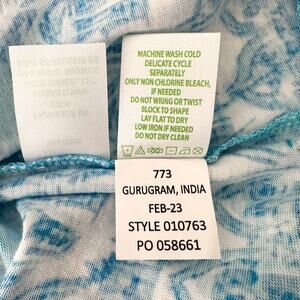 MACHINE WASH COLD
DELICATE CYCLE
SEPARATELY
ONLY NON CHLORINE BLEACH,
IF NEEDED
DO NOT WRING OR TWIST
BLOCK TO SHAPE
LAY FLAT TO DRY
LOW IRON IF NEEDED
DO NOT DRY CLEAN
773
GURUGRAM, INDIA
FEB-23
STYLE 010763
PO 058661